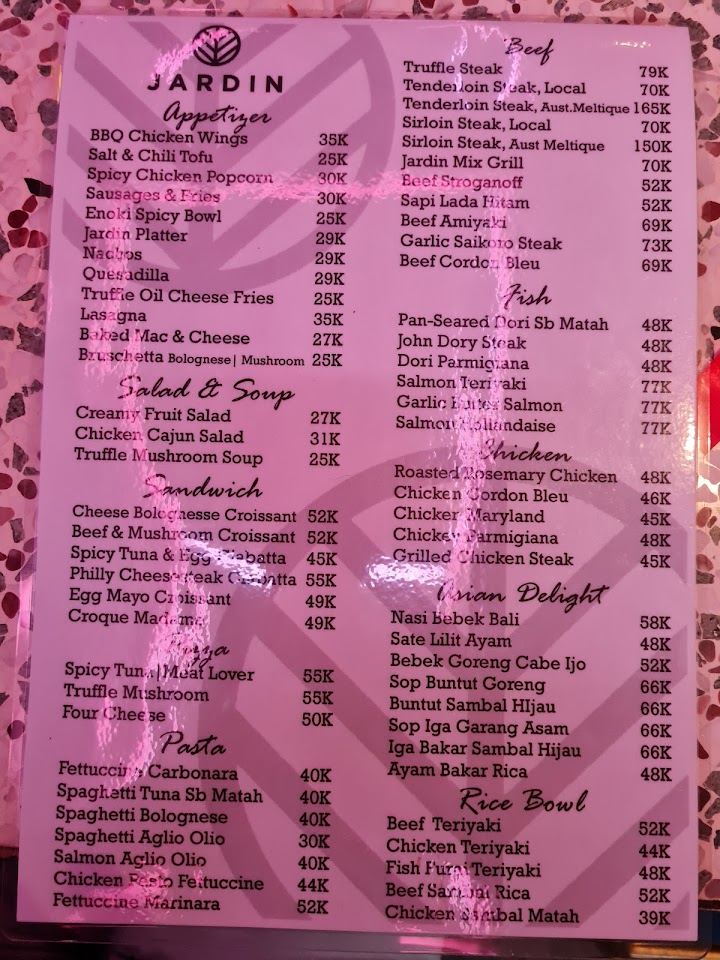 JARDIN
Appetizer
BBQ Chicken Wings 35K
Salt & Chili Tofu 25K
Spicy Chicken Popcorn 30K
Sausages & Fries 30K
Enoki Spicy Bowl 25K
Jardin Platter 29K
Nachos 29K
Quesadilla 29K
Truffle Oil Cheese Fries 25K
Lasagna 35K
Baked Mac & Cheese 27K
Bruschetta Bolognese| Mushroom 25K
Salad & Soup
Creamy Fruit Salad 27K
Chicken Cajun Salad 31K
Truffle Mushroom Soup 25K
Sandwich
Cheese Bolognesse Croissant 52K
Beef & Mushroom Croissant 52K
Spicy Tuna & Egg Ciabatta 45K
Philly Cheesesteak Ciabatta 55K
Egg Mayo Croissant 49K
Croque Madame 49K
Pizza
Spicy Tuna|Meat Lover 55K
Truffle Mushroom 55K
Four Cheese 50K
Pasta
Fettuccine Carbonara 40K
Spaghetti Tuna Sb Matah 40K
Spaghetti Bolognese 40K
Spaghetti Aglio Olio 30K
Salmon Aglio Olio 40K
Chicken Pesto Fettuccine 44K
Fettuccine Marinara 52K
Beef
Truffle Steak 79K
Tenderloin Steak, Local 70K
Tenderloin Steak, Aust.Meltique 165K
Sirloin Steak, Local 70K
Sirloin Steak, Aust Meltique 150K
Jardin Mix Grill 70K
Beef Stroganoff 52K
Sapi Lada Hitam 52K
Beef Amiyaki 69K
Garlic Saikoro Steak 73K
Beef Cordon Bleu 69K
Fish
Pan-Seared Dori Sb Matah 48K
John Dory Steak 48K
Dori Parmigiana 48K
Salmon Teriyaki 77K
Garlic Butter Salmon 77K
Salmon Hollandaise 77K
Chicken
Roasted Rosemary Chicken 48K
Chicken Cordon Bleu 46K
Chicken Maryland 45K
Chicken Parmigiana 48K
Grilled Chicken Steak 45K
Asian Delight
Nasi Bebek Bali 58K
Sate Lilit Ayam 48K
Bebek Goreng Cabe Ijo 52K
Sop Buntut Goreng 66K
Buntut Sambal HIjau 66K
Sop Iga Garang Asam 66K
Iga Bakar Sambal Hijau 66K
Ayam Bakar Rica 48K
Rice Bowl
Beef Teriyaki 52K
Chicken Teriyaki 44K
Fish Furai Teriyaki 48K
Beef Sambal Rica 52K
Chicken Sambal Matah 39K